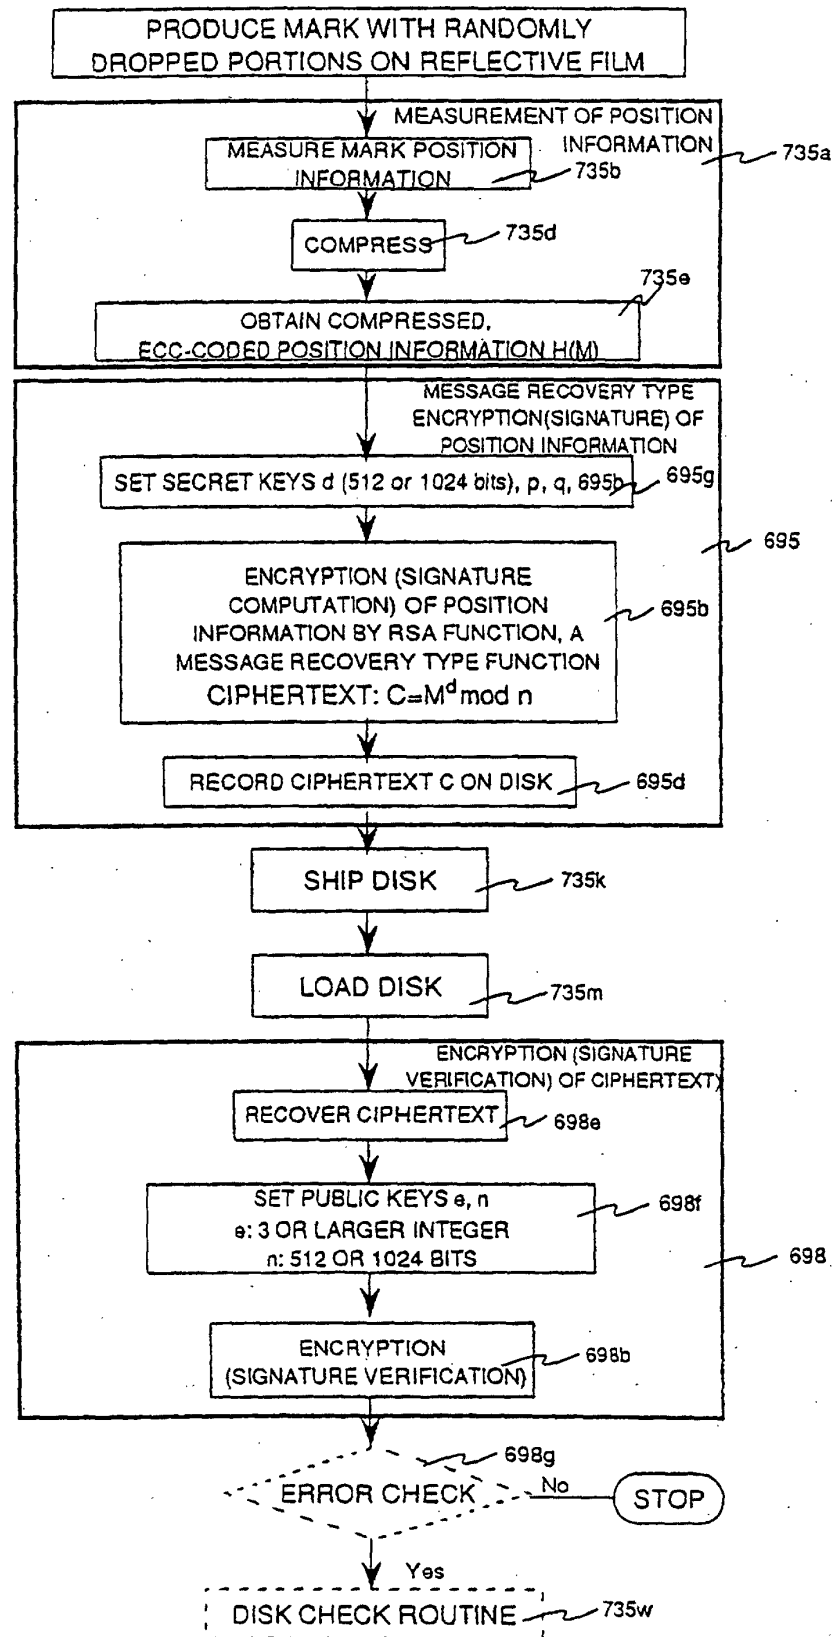 PRODUCE MARK WITH RANDOMLY
DROPPED PORTIONS ON REFLECTIVE FILM
MEASUREMENT OF POSITION
INFORMATION
735a
MEASURE MARK POSITION
INFORMATION
735b
COMPRESS
735d
735e
OBTAIN COMPRESSED,
ECC-CODED POSITION INFORMATION H(M)
MESSAGE RECOVERY TYPE
ENCRYPTION(SIGNATURE) OF
POSITION INFORMATION
SET SECRET KEYS d (512 or 1024 bits), p, q, 695b
695g
695
ENCRYPTION (SIGNATURE
COMPUTATION) OF POSITION
INFORMATION BY RSA FUNCTION, A
MESSAGE RECOVERY TYPE FUNCTION
CIPHERTEXT: C=M^d mod n
695b
RECORD CIPHERTEXT C ON DISK
695d
SHIP DISK
735k
LOAD DISK
735m
ENCRYPTION (SIGNATURE
VERIFICATION) OF CIPHERTEXT)
RECOVER CIPHERTEXT
698e
SET PUBLIC KEYS e, n
e: 3 OR LARGER INTEGER
n: 512 OR 1024 BITS
698f
698
ENCRYPTION
(SIGNATURE VERIFICATION)
698b
698g
ERROR CHECK
No
STOP
Yes
DISK CHECK ROUTINE
735w